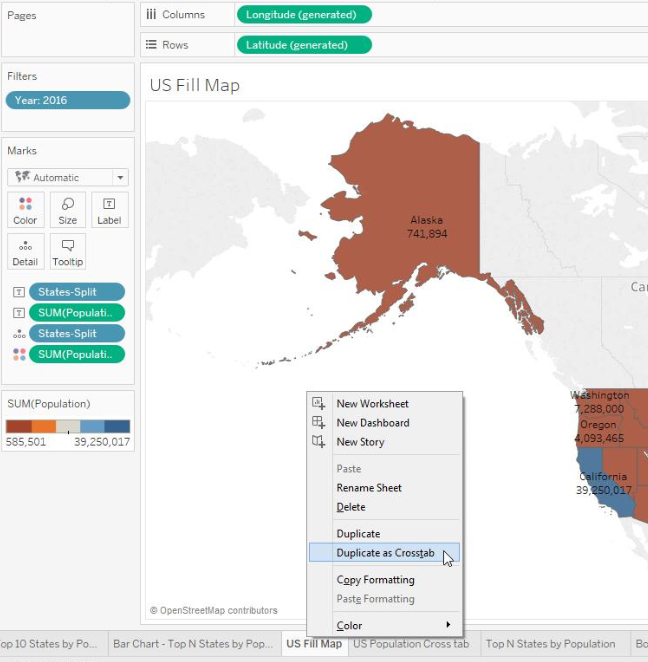 Pages
Columns
Longitude (generated)
Rows
Latitude (generated)
Filters
Year: 2016
Marks
Automatic
Color
Size
Label
Detail
Tooltip
States-Split
SUM(Populati..
States-Split
SUM(Populati..
SUM(Population)
585,501
39,250,017
US Fill Map
Alaska
741,894
Washington
7,288,000
Oregon
4,093,465
California
39,250,017
New Worksheet
New Dashboard
New Story
Paste
Rename Sheet
Delete
Duplicate
Duplicate as Crosstab
Copy Formatting
Paste Formatting
Color
© OpenStreetMap contributors
op 10 States by Po...
Bar Chart - Top N States by Pop...
US Fill Map
US Population Cross tab
Top N States by Population